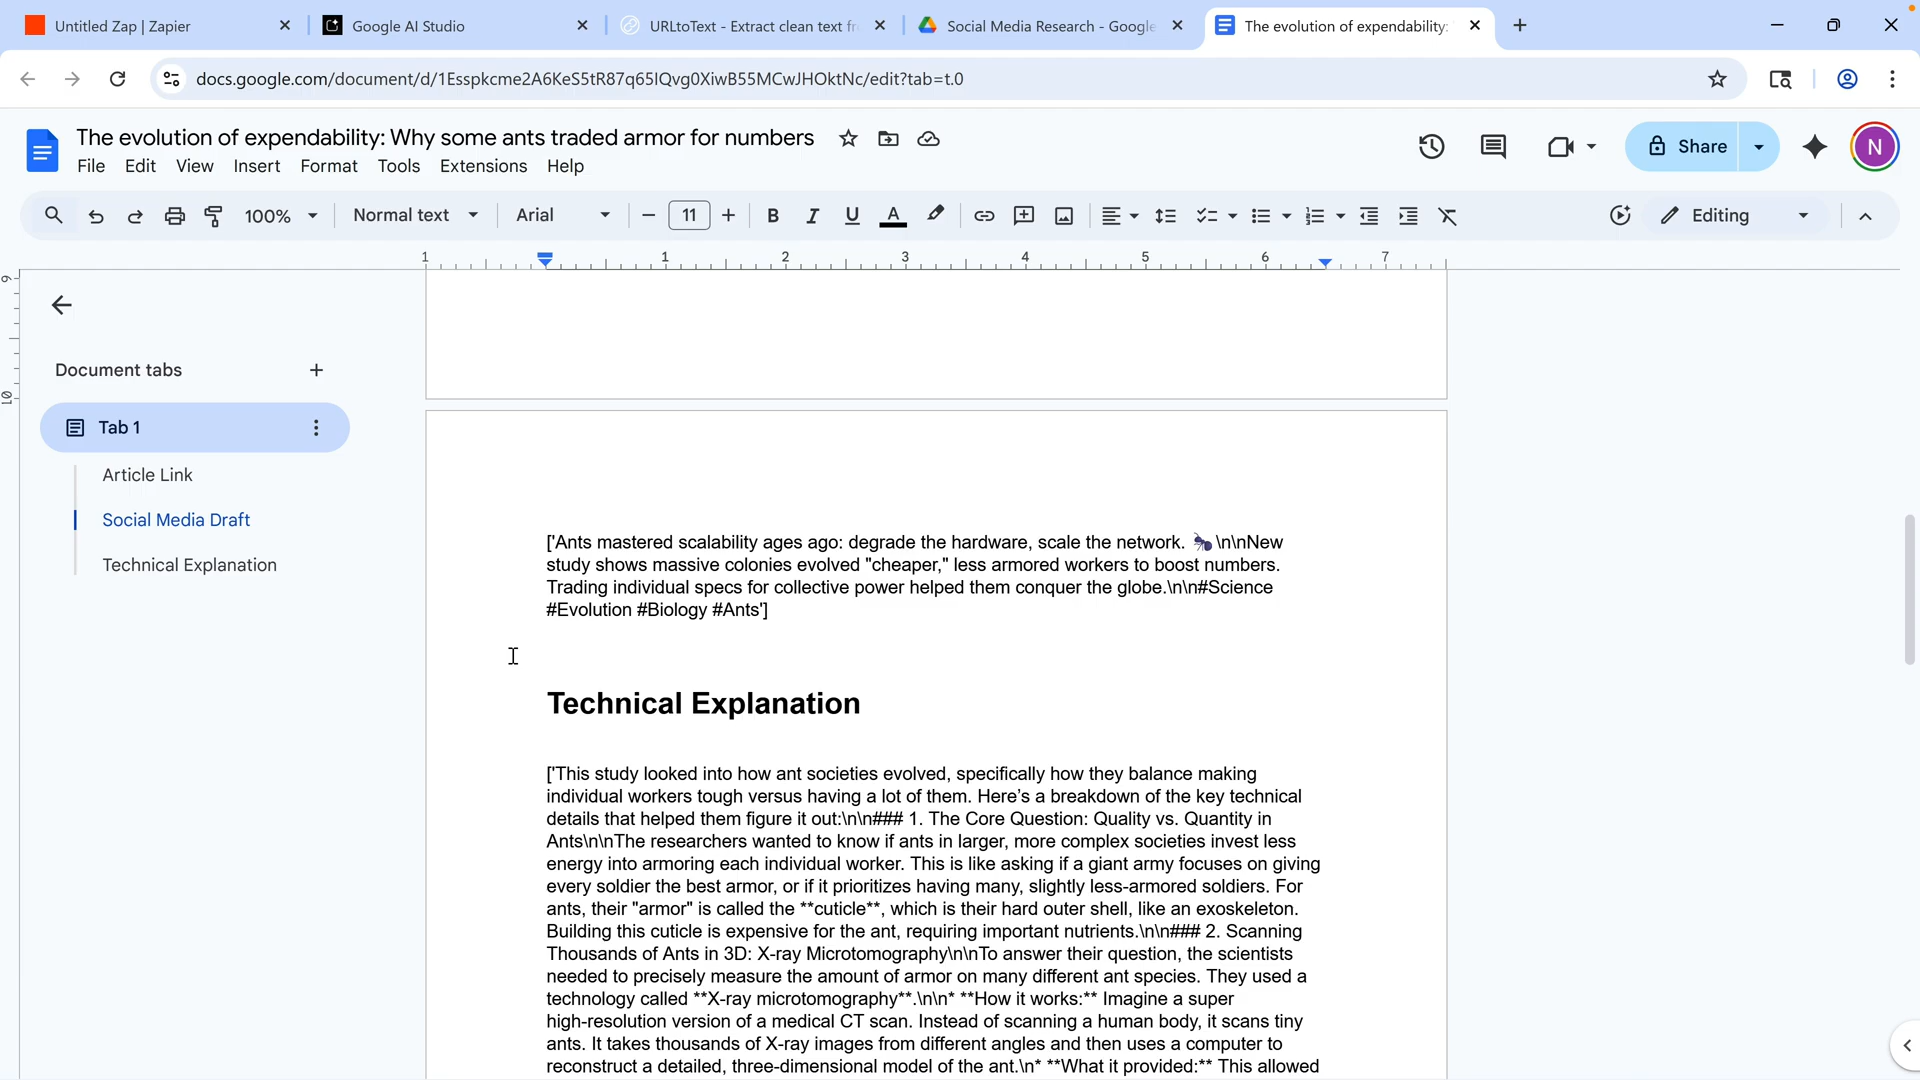 Untitled Zap | Zapier
Google AI Studio
URLtoText - Extract clean text fr
Social Media Research - Google
The evolution of expendability:
docs.google.com/document/d/1Esspkcme2A6KeS5tR87q65IQvg0XiwB55MCwJHOktNc/edit?tab=t.0
The evolution of expendability: Why some ants traded armor for numbers
File Edit View Insert Format Tools Extensions Help
Share
N
100% Normal text Arial 11 B I U A Editing
1 1 2 3 4 5 6 7
9
10
Document tabs
Tab 1
Article Link
Social Media Draft
Technical Explanation
['Ants mastered scalability ages ago: degrade the hardware, scale the network. 🐜\n\nNew
study shows massive colonies evolved "cheaper," less armored workers to boost numbers.
Trading individual specs for collective power helped them conquer the globe.\n\n#Science
#Evolution #Biology #Ants']
Technical Explanation
['This study looked into how ant societies evolved, specifically how they balance making
individual workers tough versus having a lot of them. Here's a breakdown of the key technical
details that helped them figure it out:\n\n### 1. The Core Question: Quality vs. Quantity in
Ants\n\nThe researchers wanted to know if ants in larger, more complex societies invest less
energy into armoring each individual worker. This is like asking if a giant army focuses on giving
every soldier the best armor, or if it prioritizes having many, slightly less-armored soldiers. For
ants, their "armor" is called the **cuticle**, which is their hard outer shell, like an exoskeleton.
Building this cuticle is expensive for the ant, requiring important nutrients.\n\n### 2. Scanning
Thousands of Ants in 3D: X-ray Microtomography\n\nTo answer their question, the scientists
needed to precisely measure the amount of armor on many different ant species. They used a
technology called **X-ray microtomography**.\n\n* **How it works:** Imagine a super
high-resolution version of a medical CT scan. Instead of scanning a human body, it scans tiny
ants. It takes thousands of X-ray images from different angles and then uses a computer to
reconstruct a detailed, three-dimensional model of the ant.\n* **What it provided:** This allowed